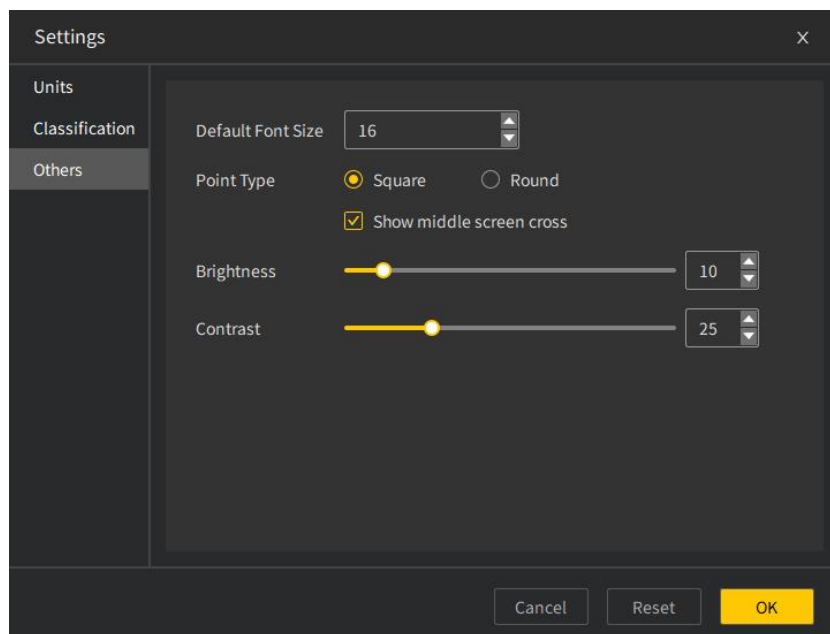 Settings
X
Units
Classification
Others
Default Font Size 16
Point Type Square Round
Show middle screen cross
Brightness 10
Contrast 25
Cancel Reset OK